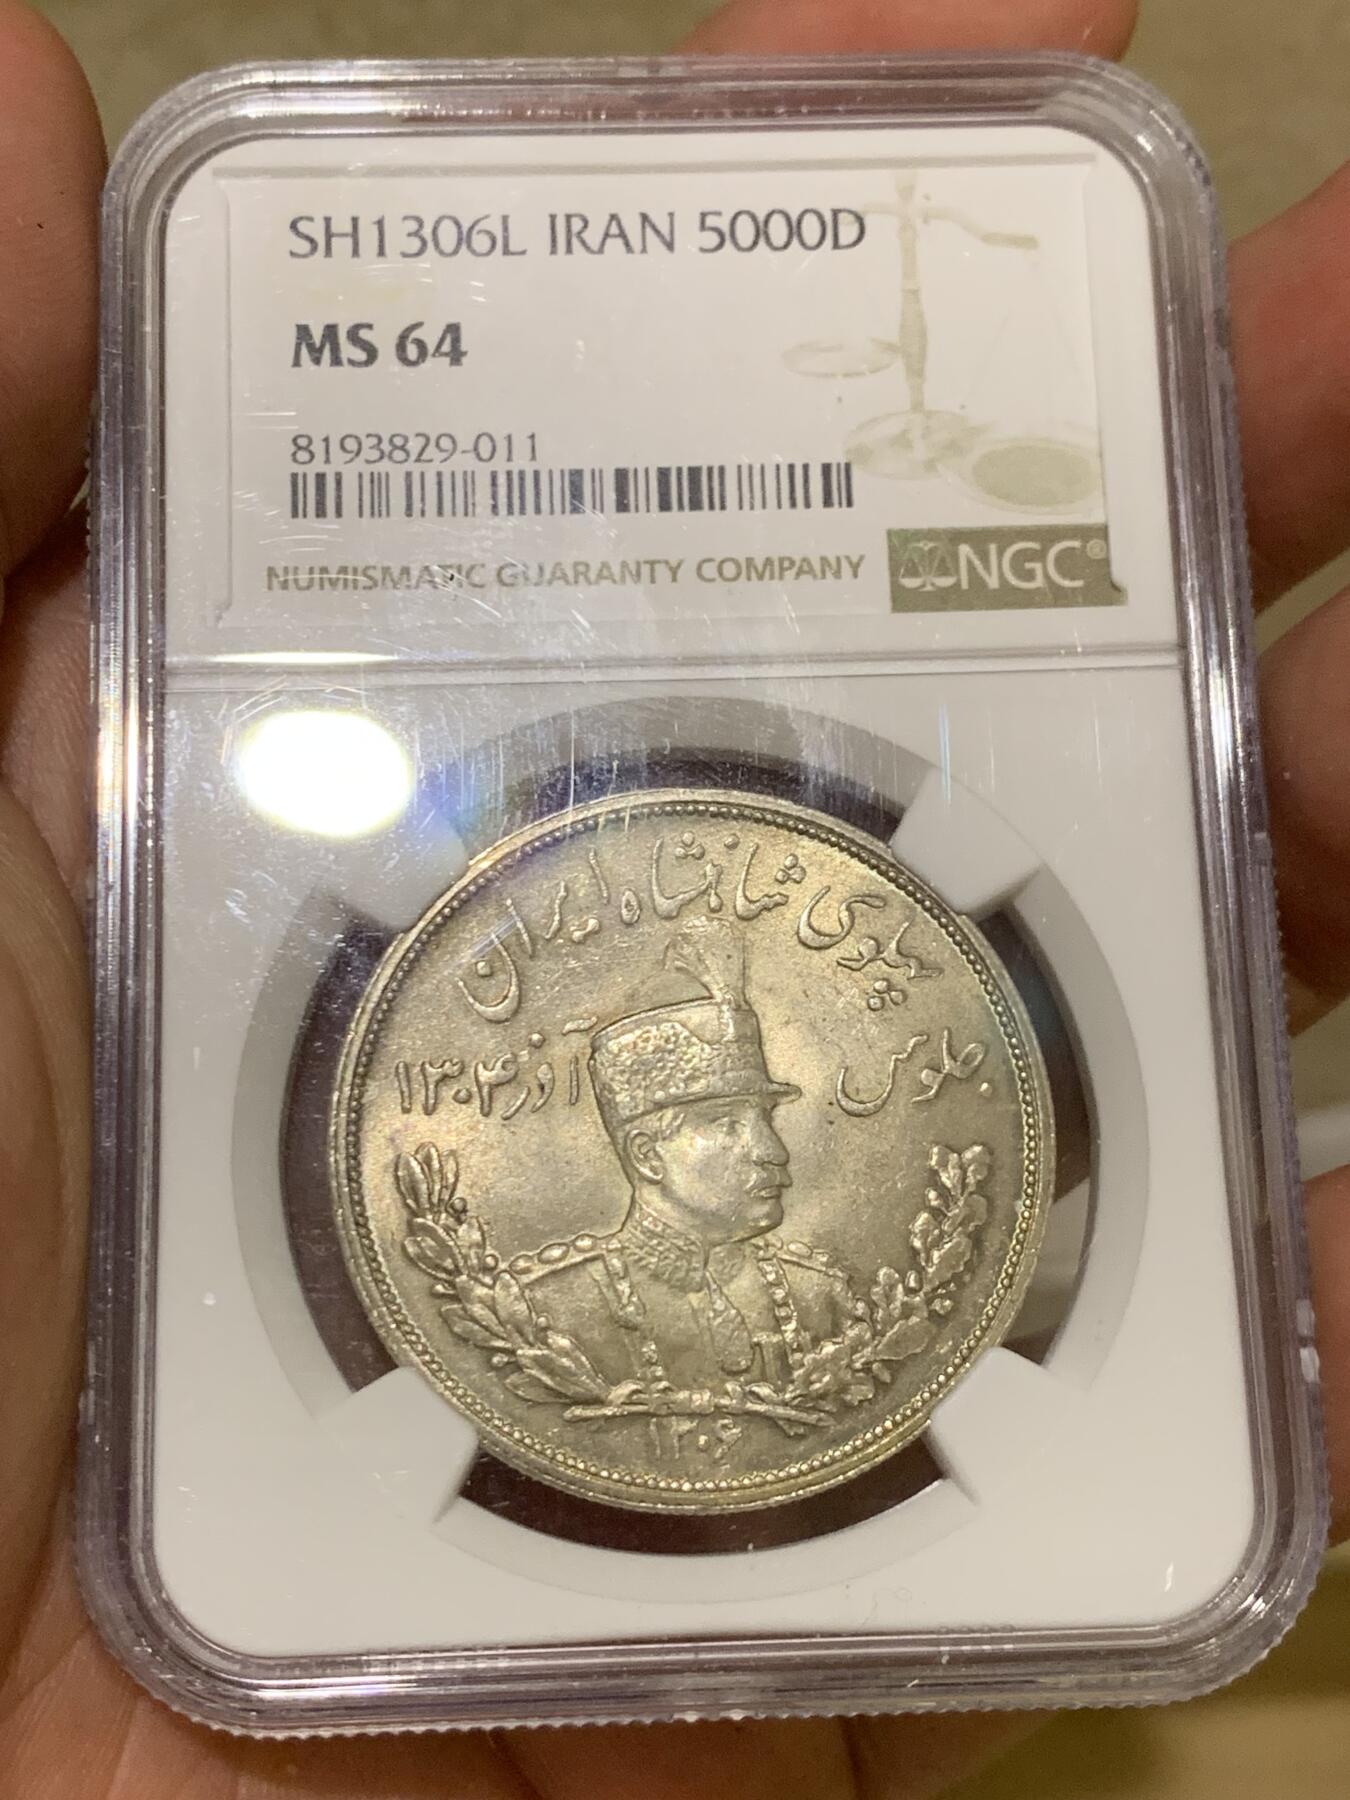 SH1306L IRAN 5000D
MS 64
8193829-011
NUMISMATIC GUARANTY COMPANY
NGC®
پهلوی شاهنشاه ایران
جلوس آذر ۱۳۰۴
۱۳۰۶